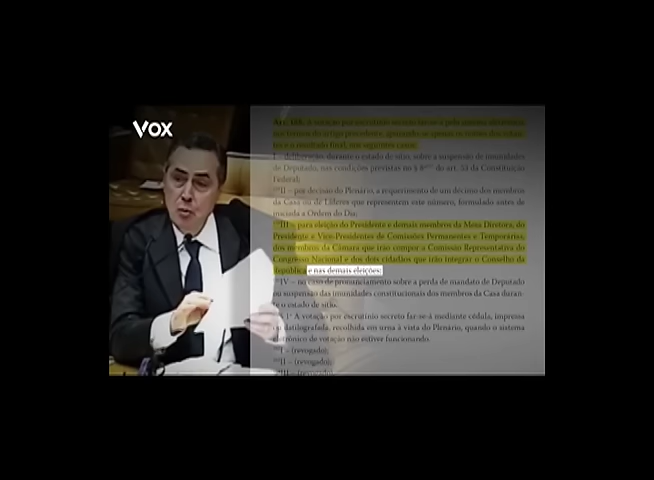 Vox
Art. 188. A votação por escrutínio secreto far-se-á pelo sistema eletrônico,
nos termos do artigo precedente, apurando-se apenas os nomes dos votan-
tes e o resultado final, nos seguintes casos:
I – deliberação, durante o estado de sítio, sobre a suspensão de imunidades
de Deputado, nas condições previstas no § 8º do art. 53 da Constituição
Federal;
II – por decisão do Plenário, a requerimento de um décimo dos membros
da Casa ou de Líderes que representem este número, formulado antes de
iniciada a Ordem do Dia;
III – para eleição do Presidente e demais membros da Mesa Diretora, do
Presidente e Vice-Presidentes de Comissões Permanentes e Temporárias,
dos membros da Câmara que irão compor a Comissão Representativa do
Congresso Nacional e dos dois cidadãos que irão integrar o Conselho da
República e nas demais eleições;
IV – no caso de pronunciamento sobre a perda de mandato de Deputado
ou suspensão das imunidades constitucionais dos membros da Casa duran-
te o estado de sítio.
1º A votação por escrutínio secreto far-se-á mediante cédula, impressa
ou datilografada, recolhida em urna à vista do Plenário, quando o sistema
eletrônico de votação não estiver funcionando.
I – (revogado);
II – (revogado);
III – (revogado);